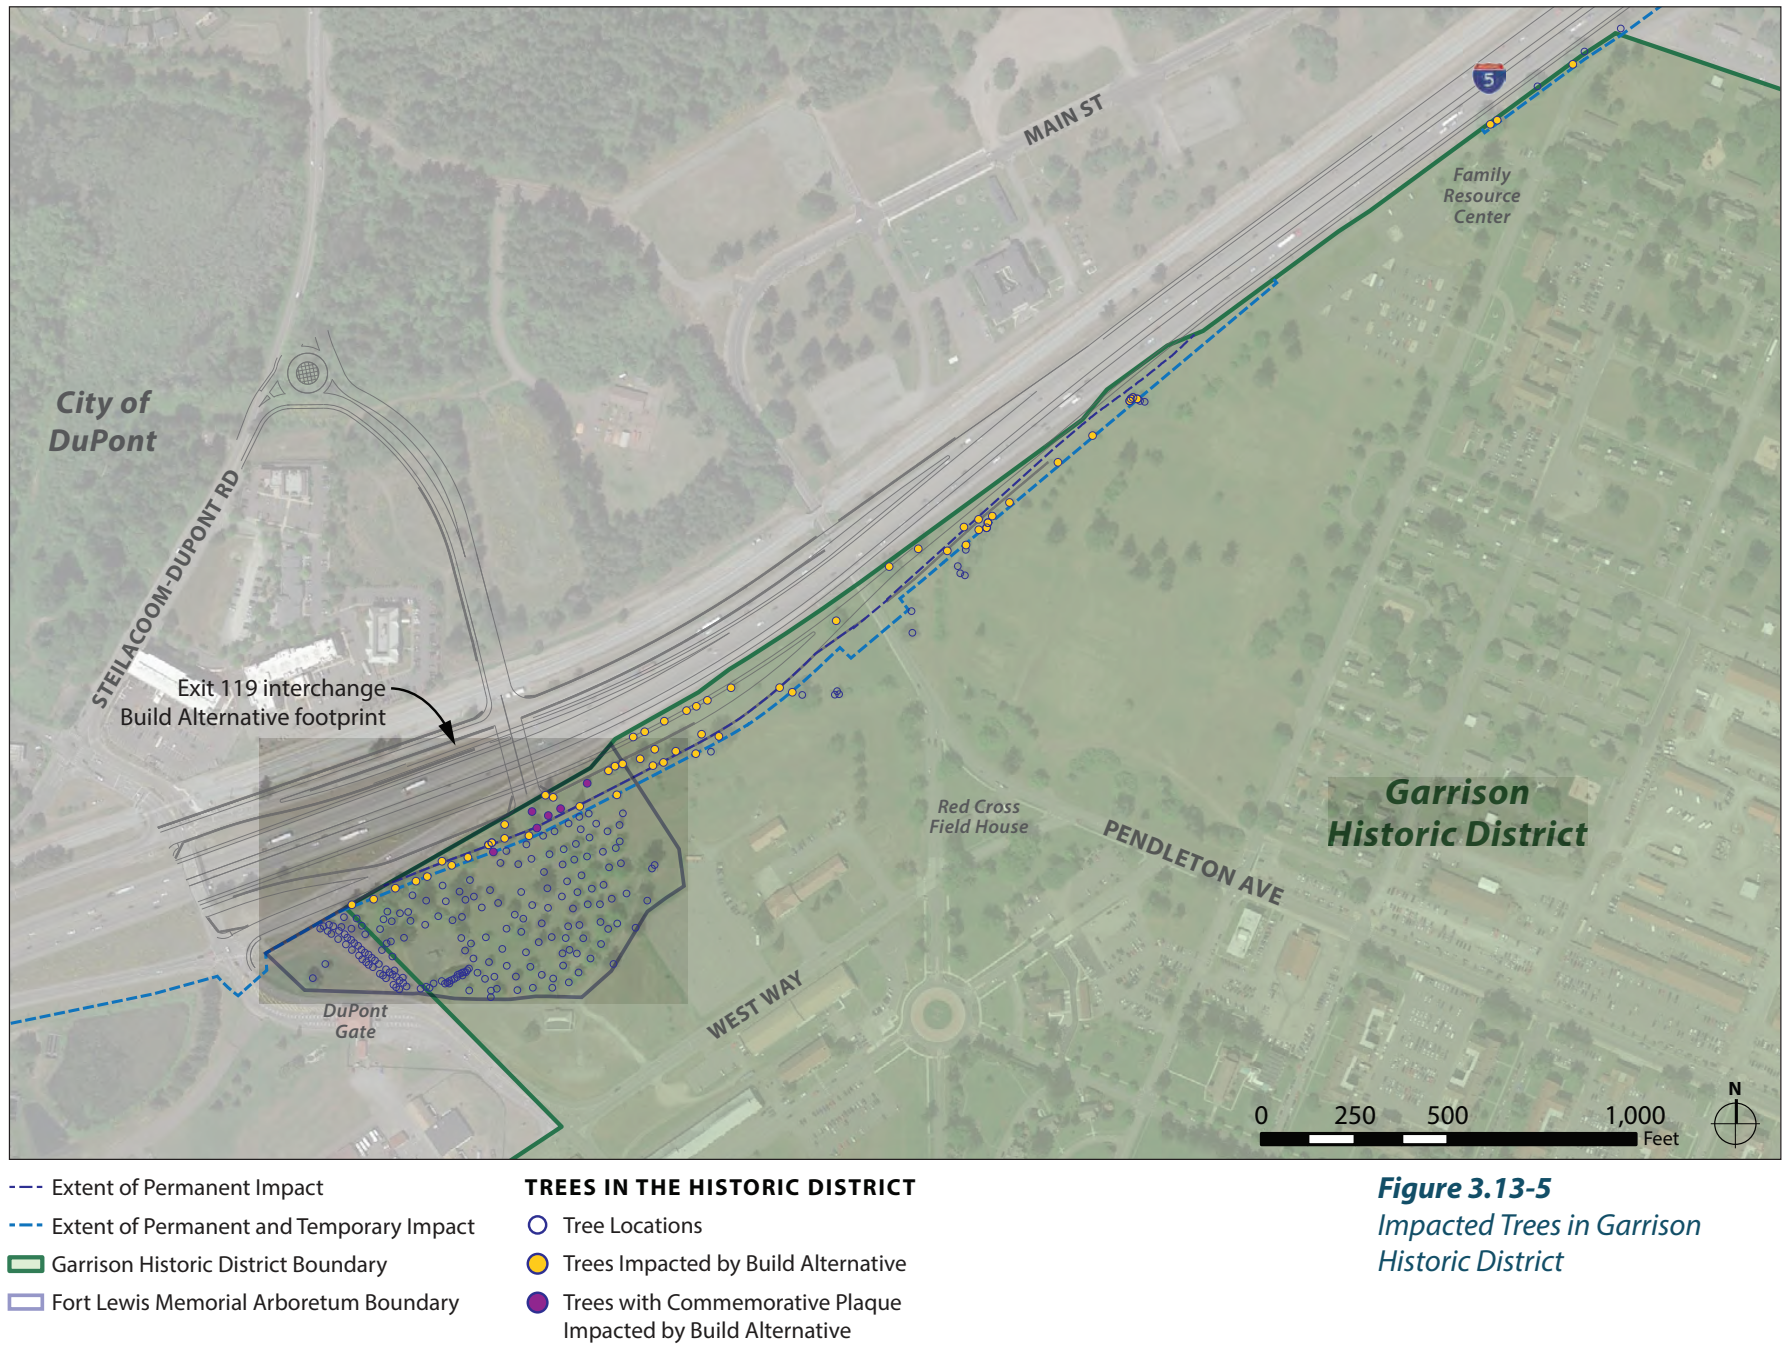 5
MAIN ST
Family
Resource
Center
City of
DuPont
STEILACOOM-DUPONT RD
Exit 119 interchange
Build Alternative footprint
Garrison
Historic District
Red Cross
Field House
PENDLETON AVE
WEST WAY
DuPont
Gate
N
0 250 500 1,000
Feet
Extent of Permanent Impact
Extent of Permanent and Temporary Impact
Garrison Historic District Boundary
Fort Lewis Memorial Arboretum Boundary
TREES IN THE HISTORIC DISTRICT
Tree Locations
Trees Impacted by Build Alternative
Trees with Commemorative Plaque
Impacted by Build Alternative
Figure 3.13-5
Impacted Trees in Garrison
Historic District